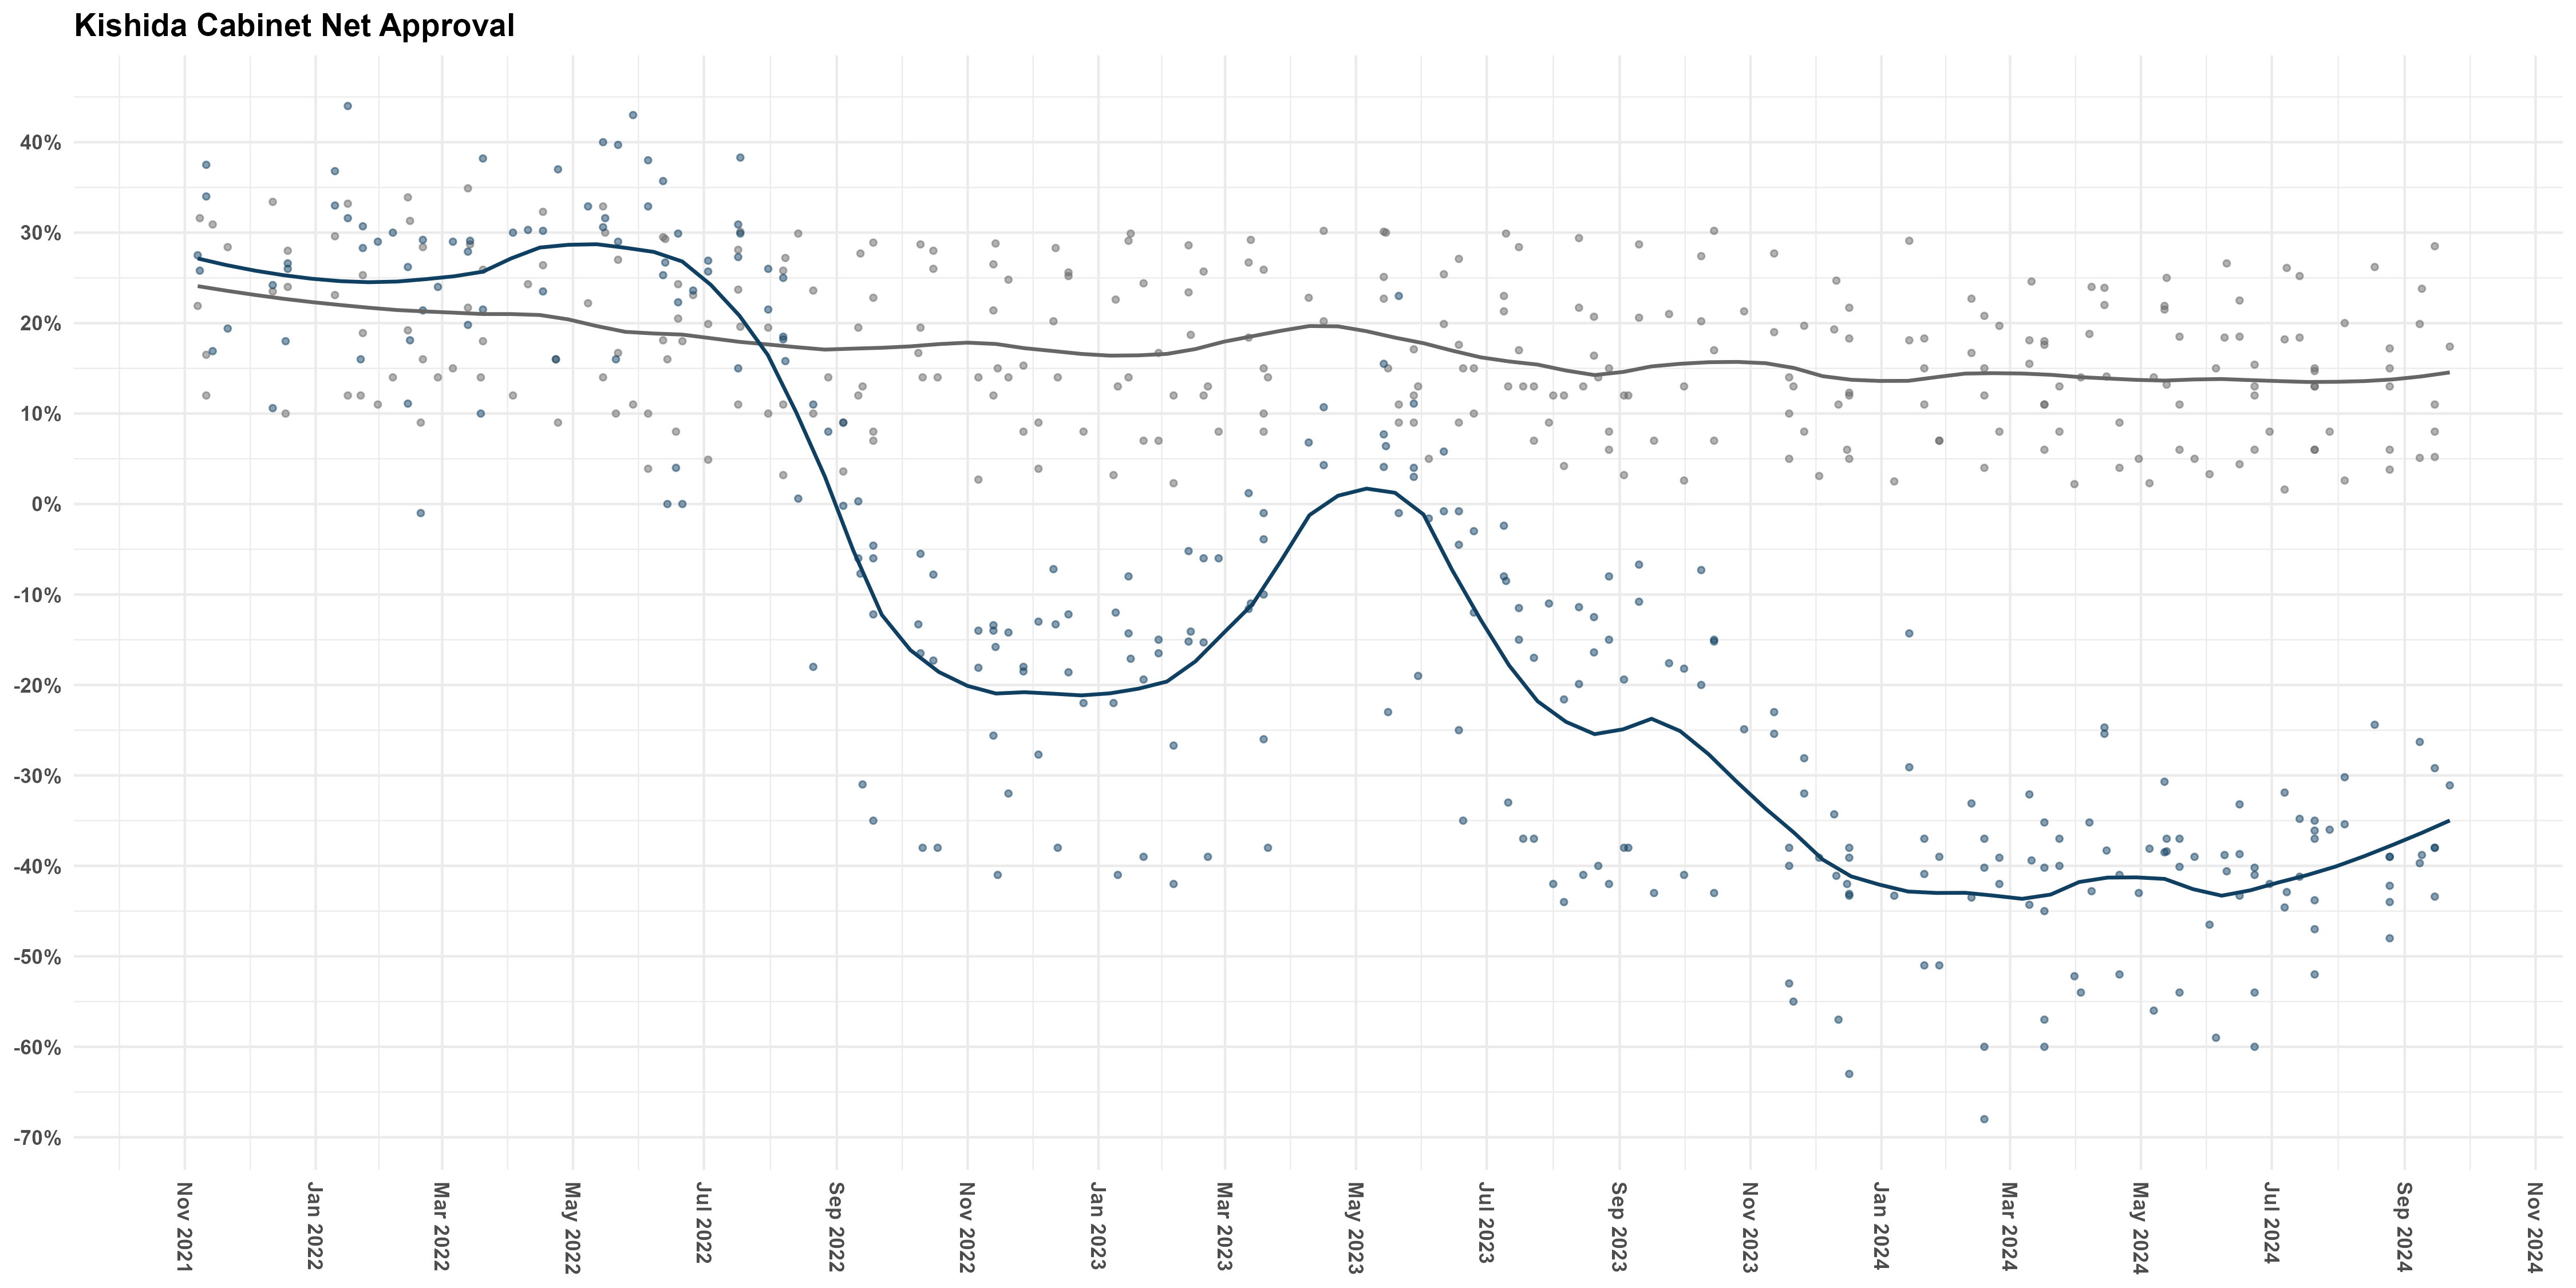 Kishida Cabinet Net Approval
40%
30%
20%
10%
0%
-10%
-20%
-30%
-40%
-50%
-60%
-70%
Nov 2021
Jan 2022
Mar 2022
May 2022
Jul 2022
Sep 2022
Nov 2022
Jan 2023
Mar 2023
May 2023
Jul 2023
Sep 2023
Nov 2023
Jan 2024
Mar 2024
May 2024
Jul 2024
Sep 2024
Nov 2024